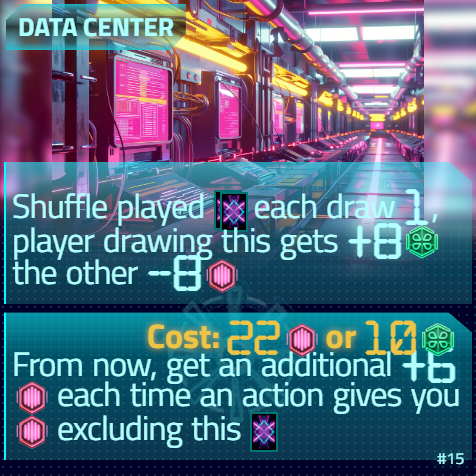 DATA CENTER
Shuffle played each draw 1,
player drawing this gets +8
the other -8
Cost: 22 or 10
From now, get an additional +6
each time an action gives you
excluding this
#15